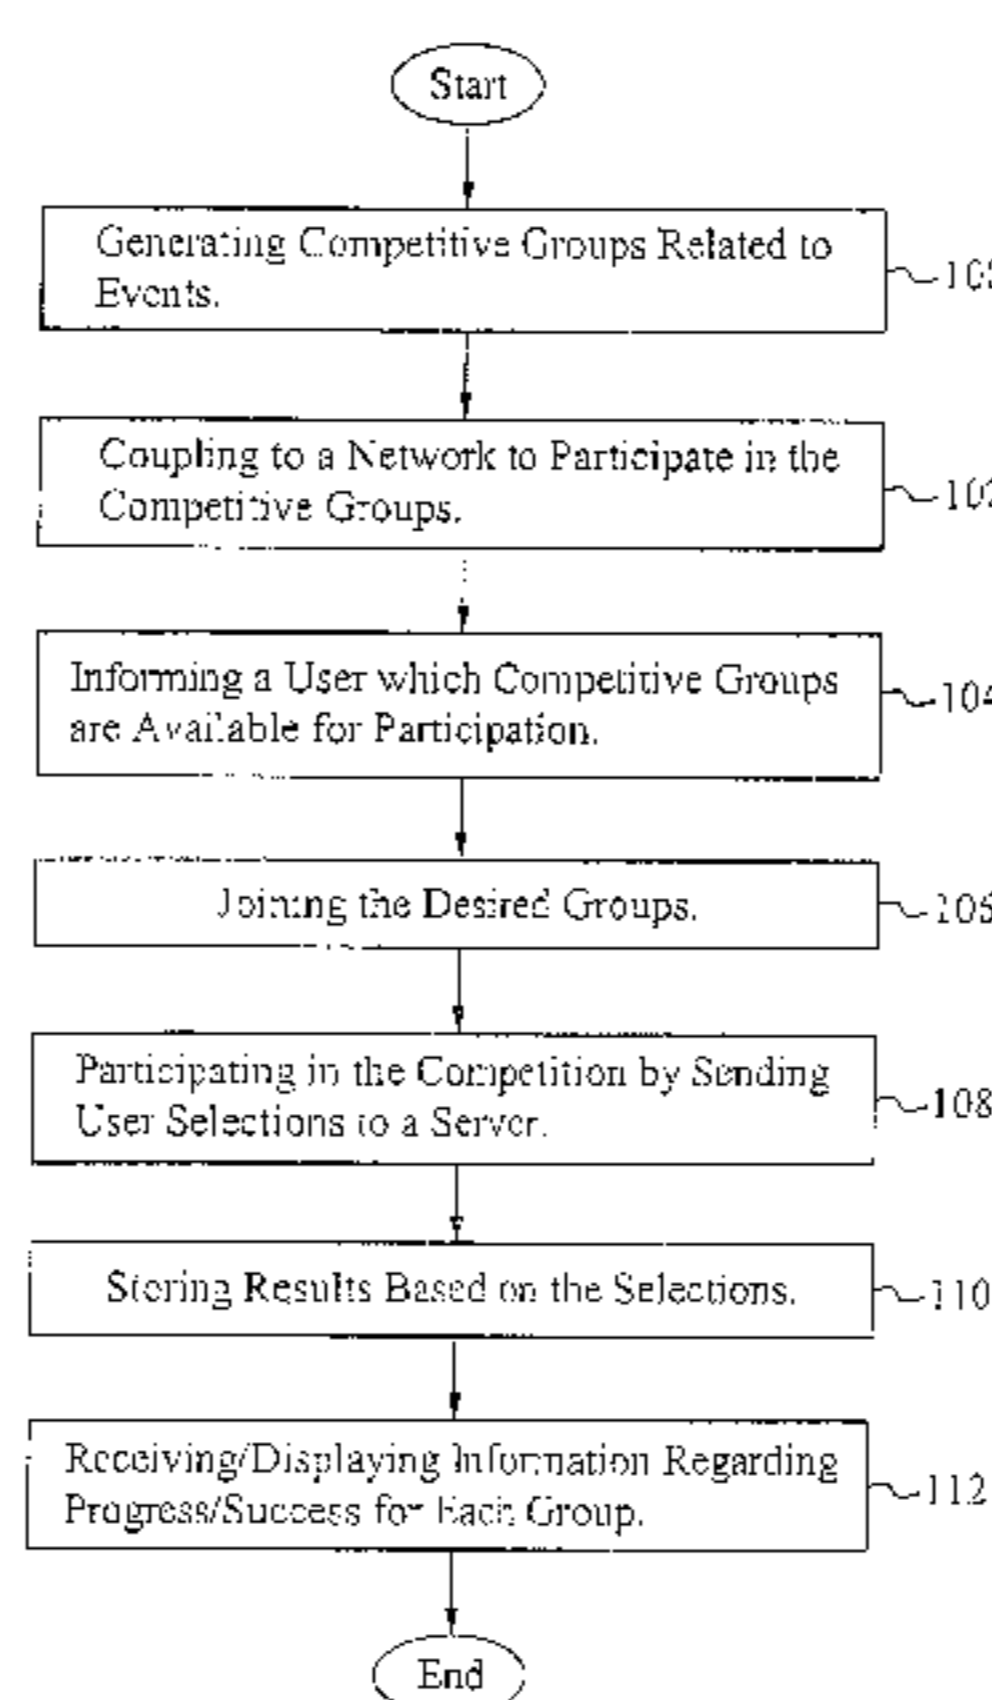 Start
Generating Competitive Groups Related to
Events.
Coupling to a Network to Participate in the
Competitive Groups.
102
Informing a User which Competitive Groups
are Available for Participation.
104
Joining the Desired Groups.
106
Participating in the Competition by Sending
User Selections to a Server.
108
Storing Results Based on the Selections.
110
Receiving/Displaying Information Regarding
Progress/Success for Each Group.
112
End